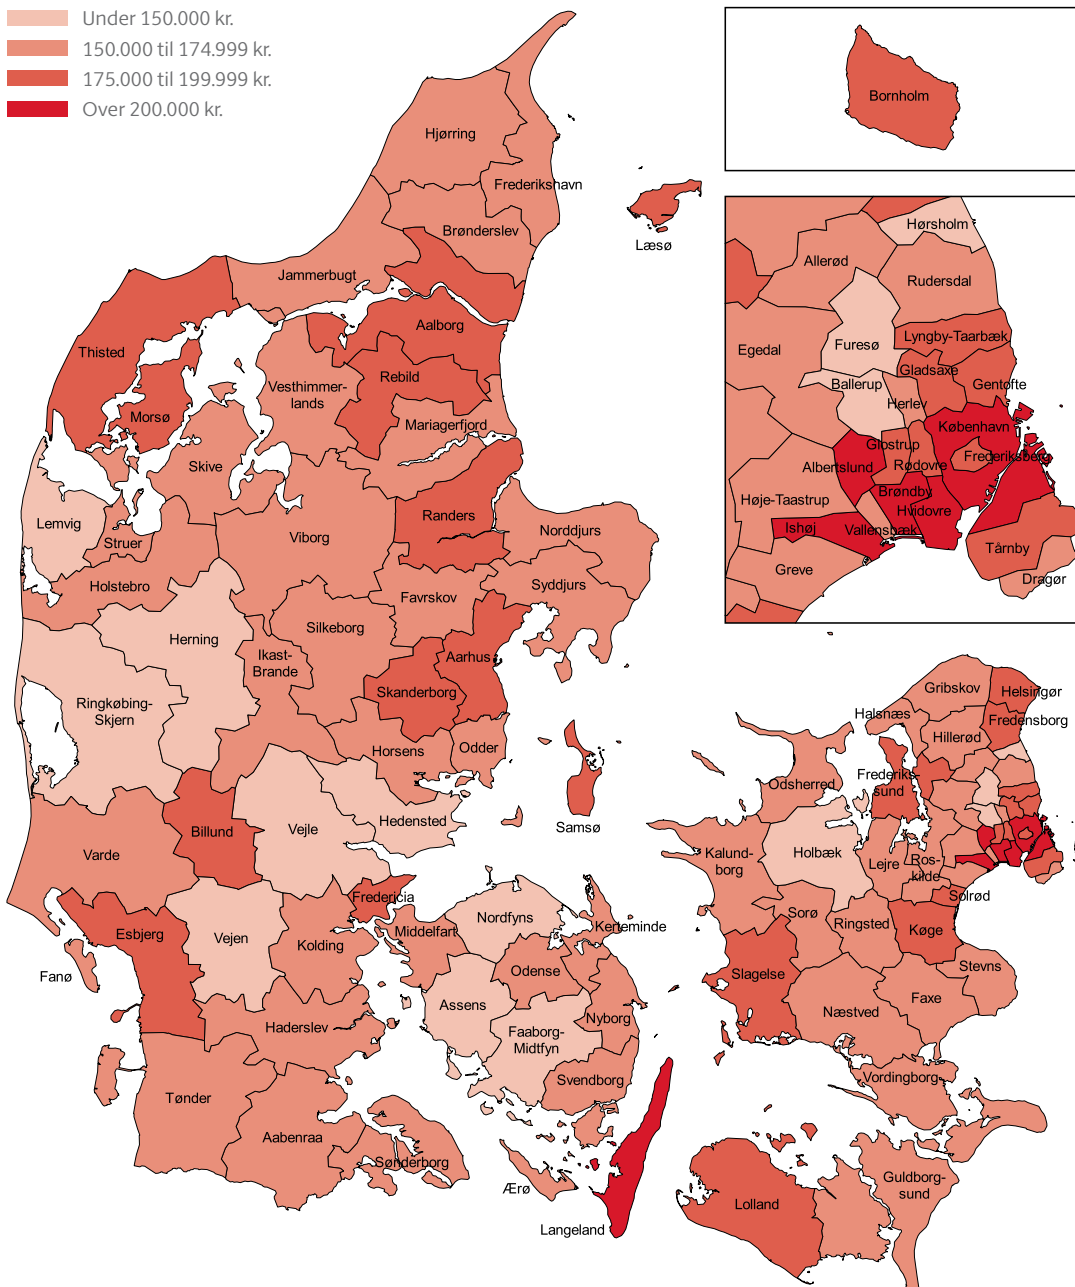 Under 150.000 kr.
150.000 til 174.999 kr.
175.000 til 199.999 kr.
Over 200.000 kr.
Bornholm
Hjørring
Frederikshavn
Læsø
Brønderslev
Jammerbugt
Aalborg
Thisted
Rebild
Vesthimmer-
lands
Morsø
Mariagerfjord
Skive
Lemvig
Randers
Struer
Viborg
Norddjurs
Holstebro
Favrskov
Syddjurs
Silkeborg
Herning
Ikast-
Brande
Aarhus
Skanderborg
Ringkøbing-
Skjern
Horsens
Odder
Hedensted
Samsø
Billund
Vejle
Varde
Fredericia
Esbjerg
Vejen
Kolding
Middelfart
Nordfyns
Kerteminde
Fanø
Odense
Assens
Nyborg
Haderslev
Faaborg-
Midtfyn
Svendborg
Tønder
Aabenraa
Sønderborg
Ærø
Langeland
Hørsholm
Allerød
Rudersdal
Egedal
Furesø
Lyngby-Taarbæk
Gladsaxe
Ballerup
Gentofte
Herlev
København
Glostrup
Frederiksberg
Albertslund
Rødovre
Brøndby
Høje-Taastrup
Hvidovre
Ishøj
Vallensbæk
Tårnby
Greve
Dragør
Gribskov
Helsingør
Halsnæs
Fredensborg
Hillerød
Frederiks-
sund
Odsherred
Kalund-
borg
Holbæk
Lejre
Ros-
kilde
Solrød
Sorø
Ringsted
Køge
Slagelse
Stevns
Næstved
Faxe
Vordingborg
Guldborg-
sund
Lolland